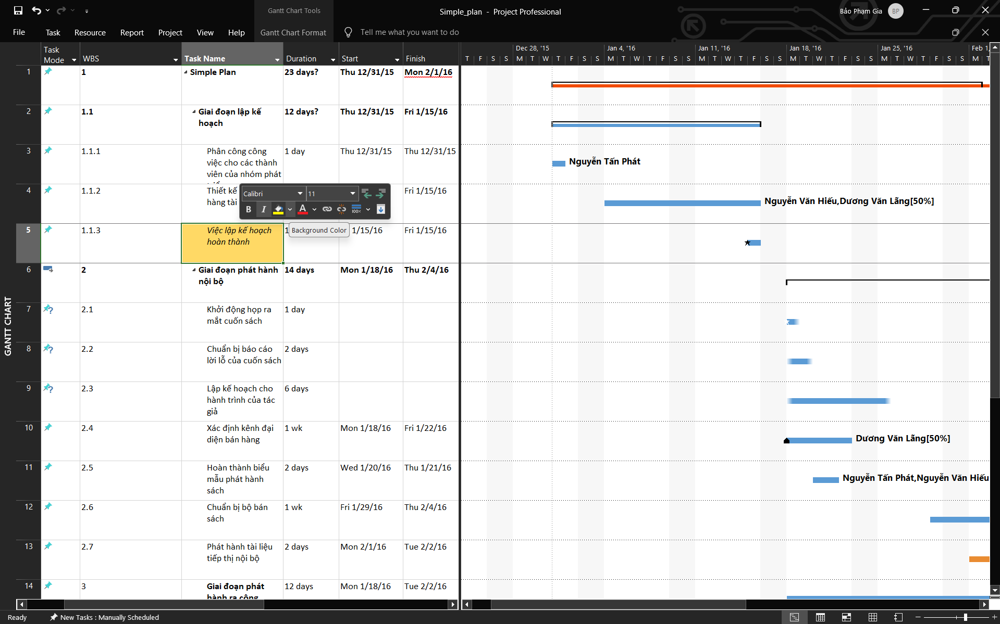 Gantt Chart Tools
Simple_plan - Project Professional
Bảo Phạm Gia BP
File Task Resource Report Project View Help Gantt Chart Format Tell me what you want to do
Task Mode WBS Task Name Duration Start Finish
Dec 28, '15 Jan 4, '16 Jan 11, '16 Jan 18, '16 Jan 25, '16 Feb 1,
T F S S M T W T F S S M T W T F S S M T W T F S S M T W T F S S M T
1 1 Simple Plan 23 days? Thu 12/31/15 Mon 2/1/16
2 1.1 Giai đoạn lập kế 12 days? Thu 12/31/15 Fri 1/15/16
hoạch
3 1.1.1 Phân công công 1 day Thu 12/31/15 Thu 12/31/15
việc cho các thành
viên của nhóm phát
Nguyễn Tấn Phát
4 1.1.2 Thiết kế Fri 1/15/16
hàng tài
Nguyễn Văn Hiếu,Dương Văn Lãng[50%]
Calibri 11
B I A 100%
Background Color
5 1.1.3 Việc lập kế hoạch 1 1/15/16 Fri 1/15/16
hoàn thành
6 2 Giai đoạn phát hành 14 days Mon 1/18/16 Thu 2/4/16
nội bộ
7 2.1 Khởi động họp ra 1 day
mắt cuốn sách
8 2.2 Chuẩn bị báo cáo 2 days
lời lỗ của cuốn sách
9 2.3 Lập kế hoạch cho 6 days
hành trình của tác
giả
10 2.4 Xác định kênh đại 1 wk Mon 1/18/16 Fri 1/22/16
diện bán hàng
Dương Văn Lãng[50%]
11 2.5 Hoàn thành biểu 2 days Wed 1/20/16 Thu 1/21/16
mẫu phát hành
sách
Nguyễn Tấn Phát,Nguyễn Văn Hiếu
12 2.6 Chuẩn bị bộ bán 1 wk Fri 1/29/16 Thu 2/4/16
sách
13 2.7 Phát hành tài liệu 2 days Mon 2/1/16 Tue 2/2/16
tiếp thị nội bộ
14 3 Giai đoạn phát 12 days Mon 1/18/16 Tue 2/2/16
hành ra công
GANTT CHART
Ready New Tasks : Manually Scheduled